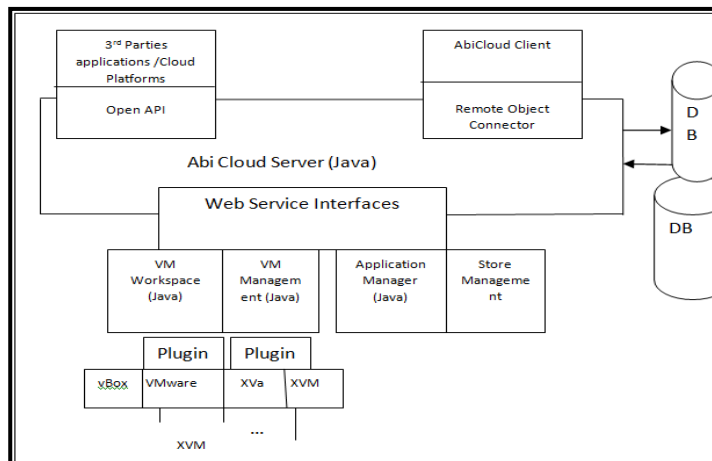 3rd Parties
applications /Cloud
Platforms
Open API
AbiCloud Client
Remote Object
Connector
D
B
DB
Abi Cloud Server (Java)
Web Service Interfaces
VM
Workspace
(Java)
VM
Managem
ent (Java)
Application
Manager
(Java)
Store
Manageme
nt
Plugin
Plugin
vBox
VMware
XVa
XVM
...
XVM